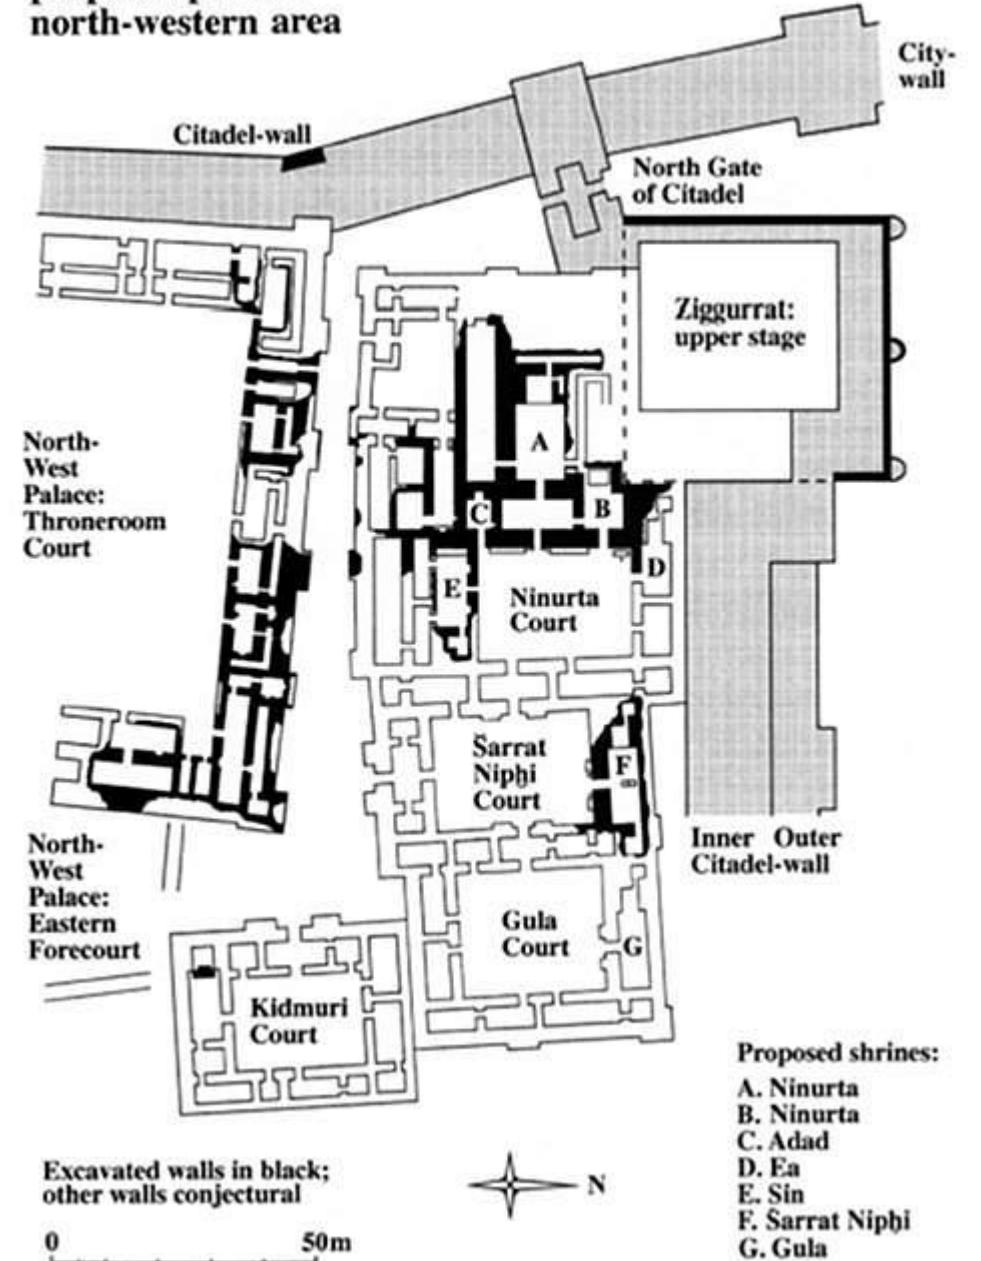 north-western area
City-
wall
Citadel-wall
North Gate
of Citadel
Ziggurrat:
upper stage
North-
West
Palace:
Throneroom
Court
A
B
C
D
E
Ninurta
Court
Šarrat
Nipḫi
Court
F
Inner Outer
Citadel-wall
North-
West
Palace:
Eastern
Forecourt
Gula
Court
G
Kidmuri
Court
Proposed shrines:
A. Ninurta
B. Ninurta
C. Adad
D. Ea
E. Sin
F. Šarrat Nipḫi
G. Gula
Excavated walls in black;
other walls conjectural
N
0 50m